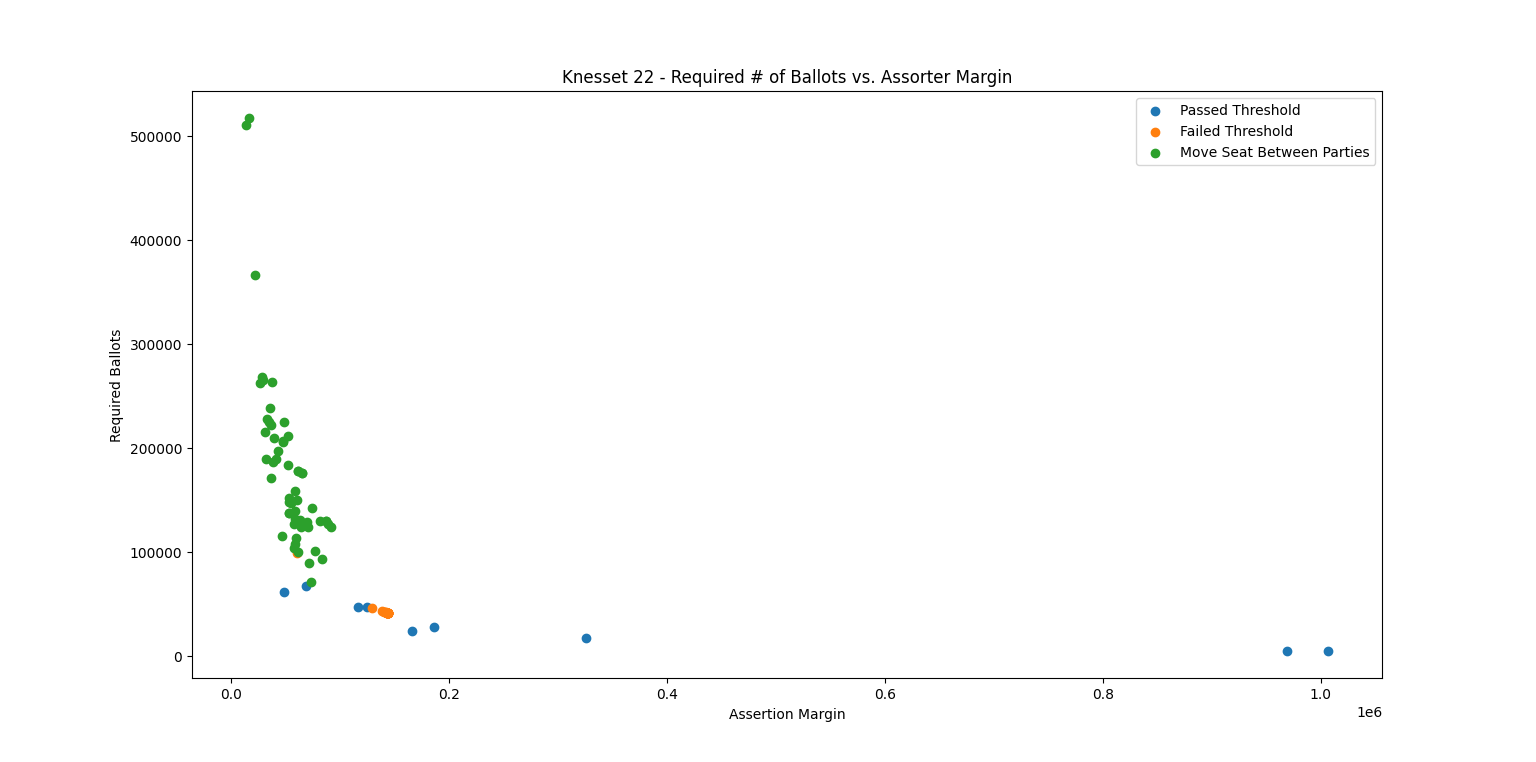 Knesset 22 - Required # of Ballots vs. Assorter Margin
Passed Threshold
Failed Threshold
Move Seat Between Parties
Required Ballots
500000
400000
300000
200000
100000
0
0.0 0.2 0.4 0.6 0.8 1.0
1e6
Assertion Margin